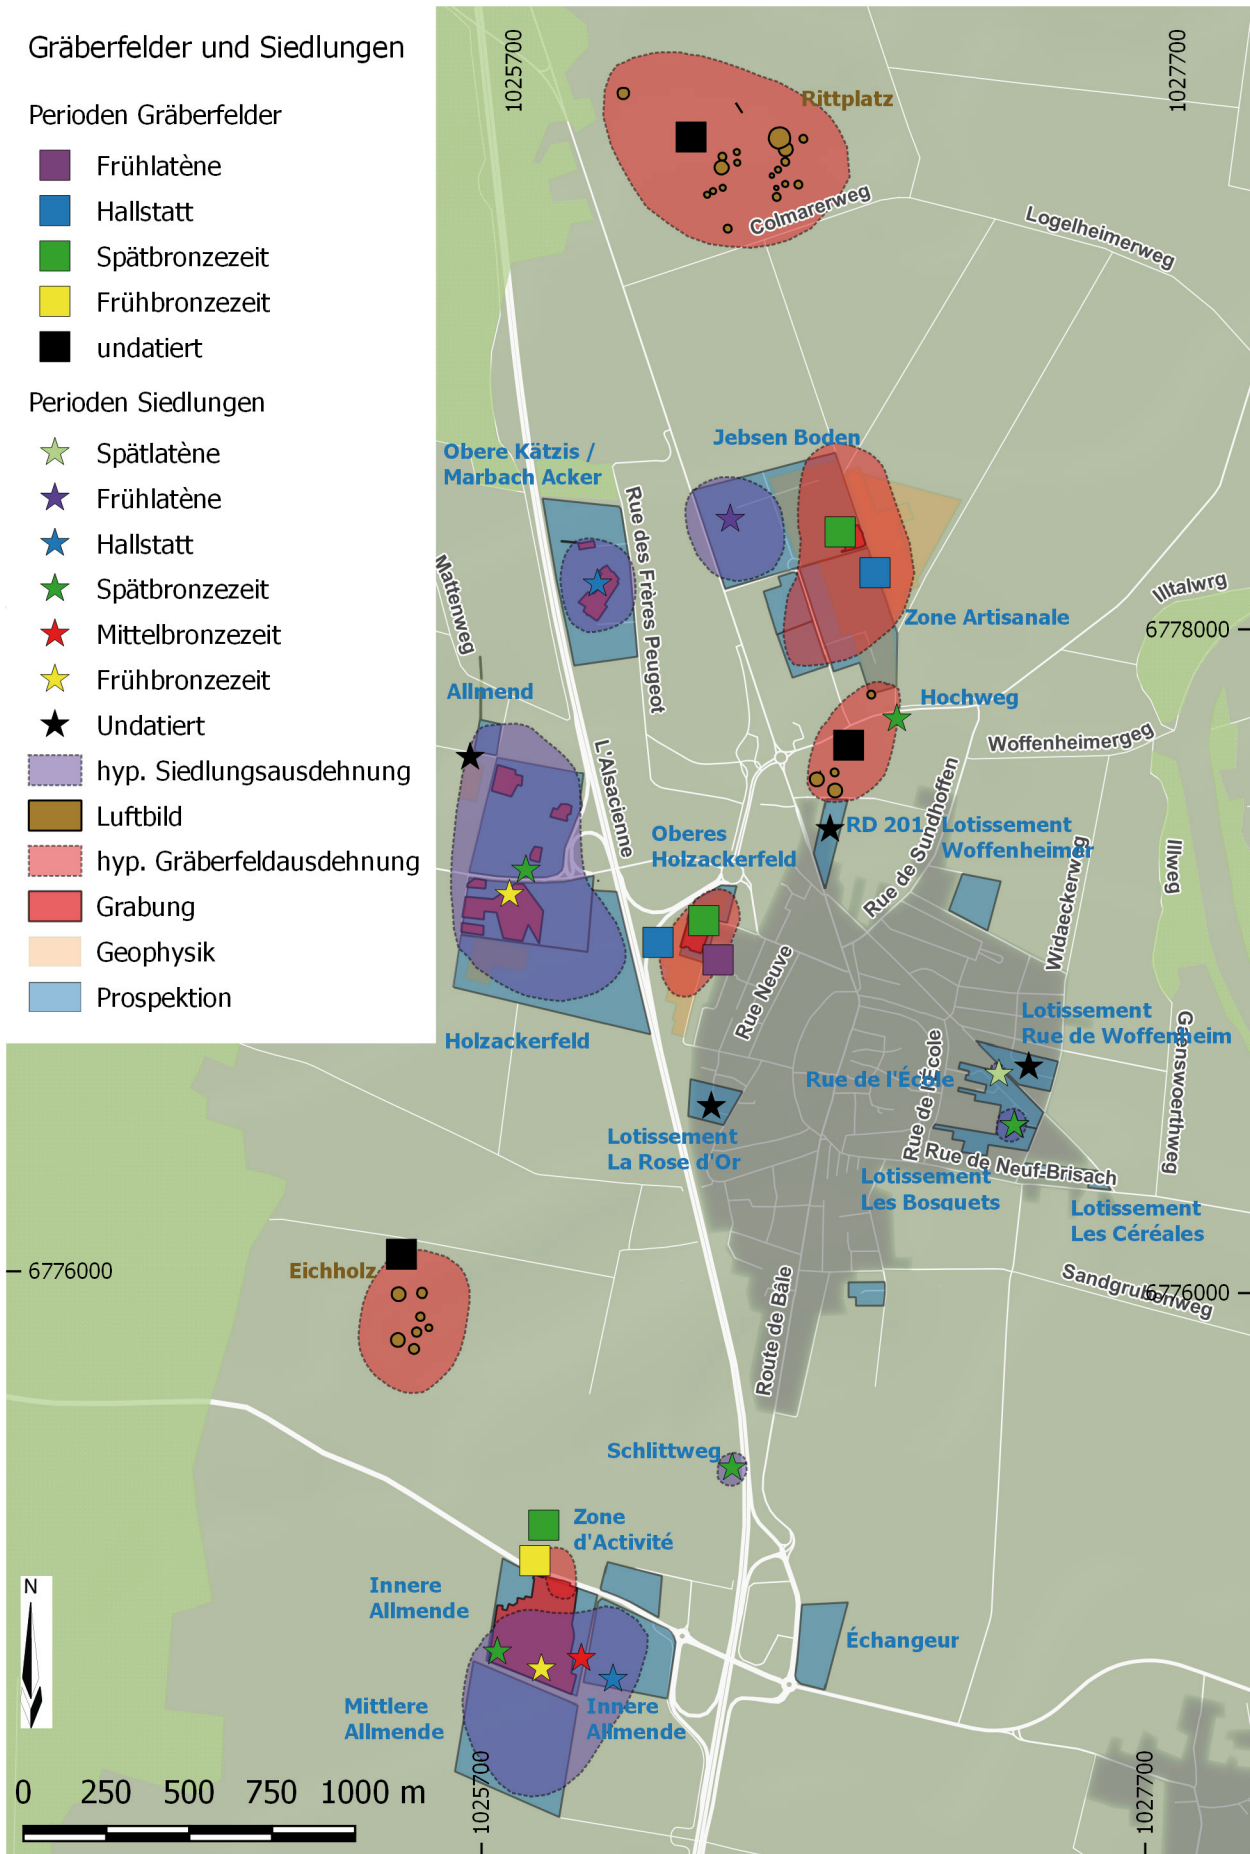 Gräberfelder und Siedlungen
Perioden Gräberfelder
Frühlatène
Hallstatt
Spätbronzezeit
Frühbronzezeit
undatiert
Perioden Siedlungen
Spätlatène
Frühlatène
Hallstatt
Spätbronzezeit
Mittelbronzezeit
Frühbronzezeit
Undatiert
hyp. Siedlungsausdehnung
Luftbild
hyp. Gräberfeldausdehnung
Grabung
Geophysik
Prospektion
1025700
1027700
Rittplatz
Colmarerweg
Logelheimerweg
Jebsen Boden
Obere Kätzis /
Marbach Acker
Rue des Frères Peugeot
Mattenweg
Illtalwrg
Zone Artisanale
6778000
Allmend
Hochweg
Woffenheimergeg
L'Alsacienne
Rue de Sundhoffen
RD 201
Lotissement
Woffenheimer
Oberes
Holzackerfeld
Widaeckerweg
Illweg
Rue Neuve
Holzackerfeld
Lotissement
Rue de Woffenheim
Gaenswoerthweg
Rue de l'École
Rue de l'École
Lotissement
La Rose d'Or
Rue de Neuf-Brisach
Lotissement
Les Bosquets
Lotissement
Les Céréales
6776000
Eichholz
Sandgrubenweg
6776000
Route de Bâle
Schlittweg
Zone
d'Activité
Innere
Allmende
Échangeur
Mittlere
Allmende
Innere
Allmende
N
0 250 500 750 1000 m
1025700
1027700